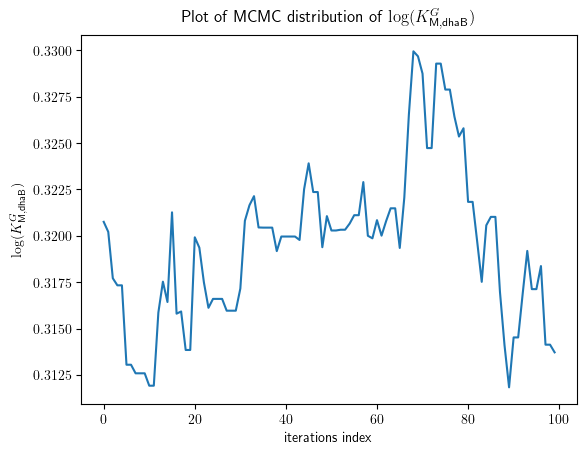 Plot of MCMC distribution of log(K^G_{M,dhaB})
log(K^G_{M,dhaB})
0.3300
0.3275
0.3250
0.3225
0.3200
0.3175
0.3150
0.3125
0 20 40 60 80 100
iterations index